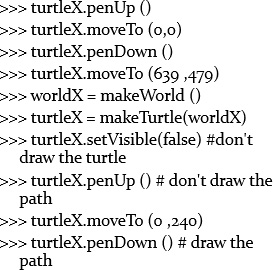 >>> turtleX.penUp ()
>>> turtleX.moveTo (0,0)
>>> turtleX.penDown ()
>>> turtleX.moveTo (639 ,479)
>>> worldX = makeWorld ()
>>> turtleX = makeTurtle(worldX)
>>> turtleX.setVisible(false) #don't
draw the turtle
>>> turtleX.penUp () # don't draw the
path
>>> turtleX.moveTo (0 ,240)
>>> turtleX.penDown () # draw the
path